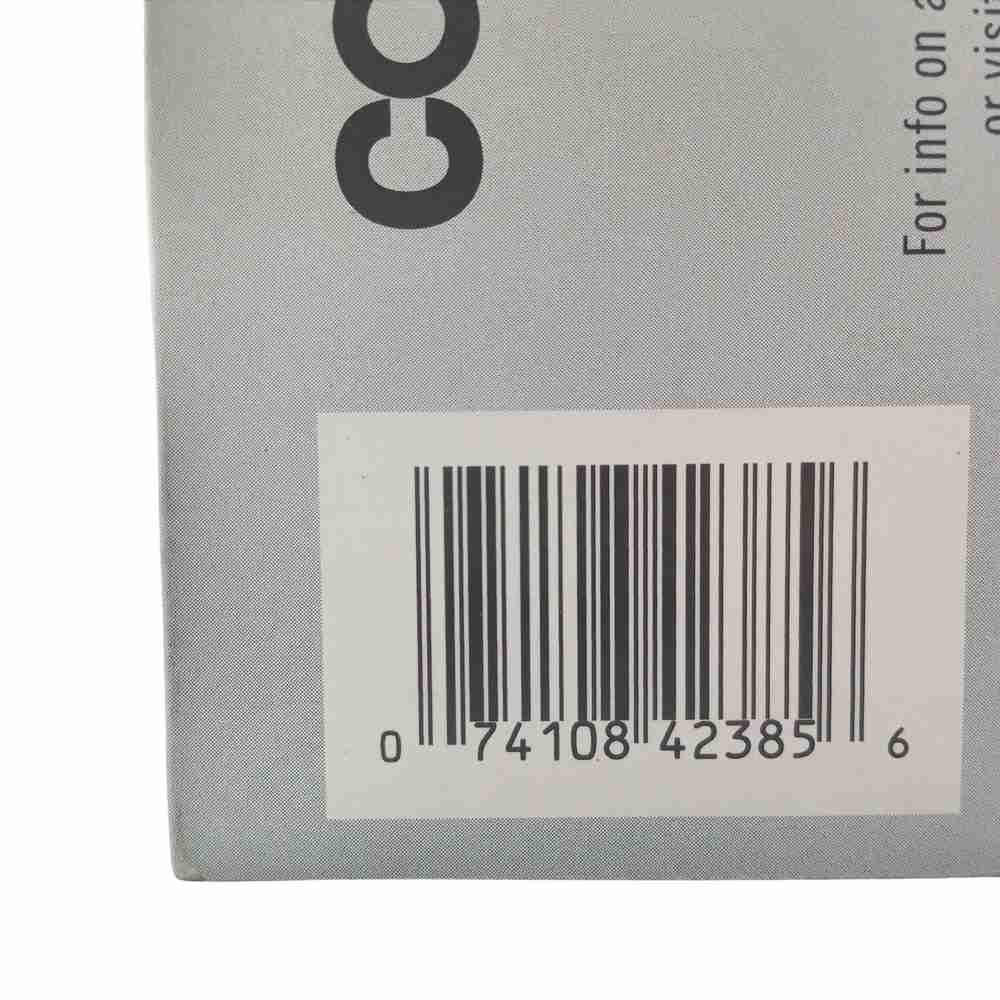 CO
For info on a
or visi
0 74108 42385 6